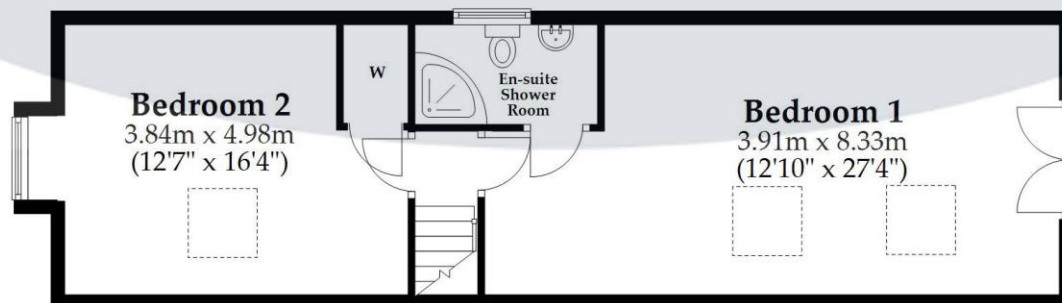 W
En-suite
Shower
Room
Bedroom 2
3.84m x 4.98m
(12'7" x 16'4")
Bedroom 1
3.91m x 8.33m
(12'10" x 27'4")